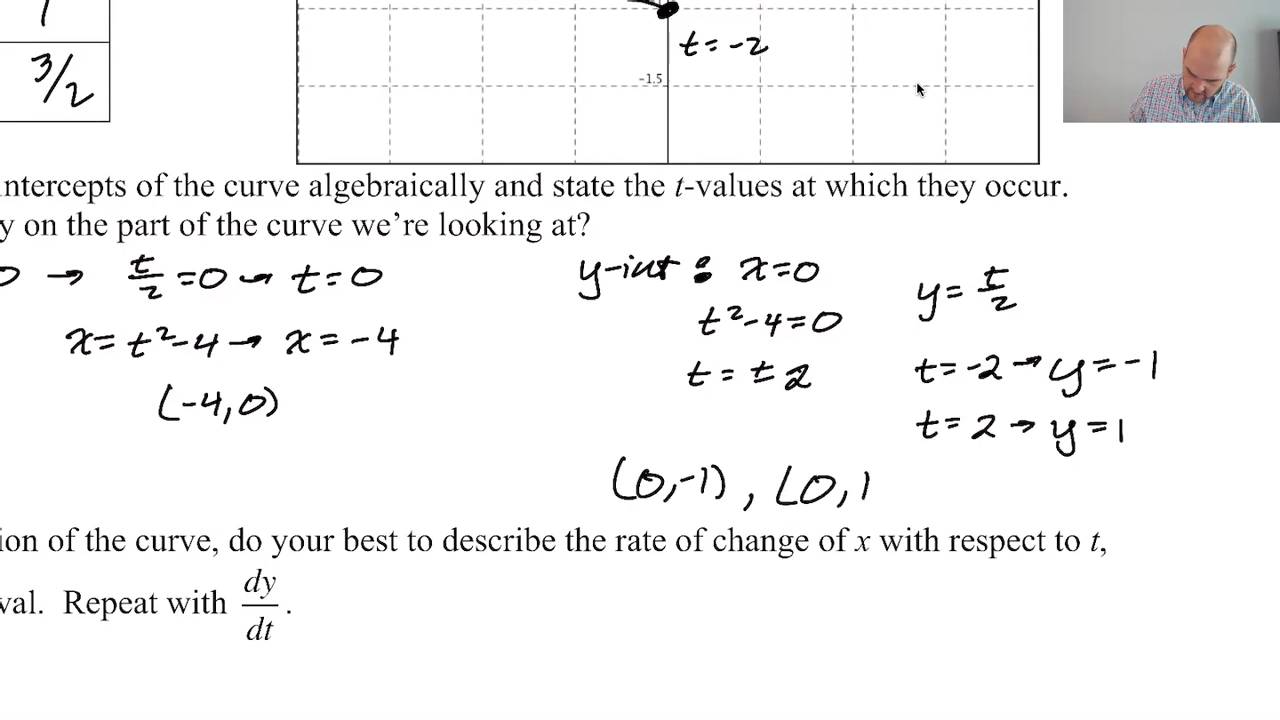 1
3/2
t = -2
-1.5
intercepts of the curve algebraically and state the t-values at which they occur.
y on the part of the curve we're looking at?
0 → t/2 = 0 → t = 0
x = t² - 4 → x = -4
(-4, 0)
y-int : x = 0
t² - 4 = 0
t = ± 2
y = t/2
t = -2 → y = -1
t = 2 → y = 1
(0, -1), (0, 1
ion of the curve, do your best to describe the rate of change of x with respect to t,
val. Repeat with dy/dt.